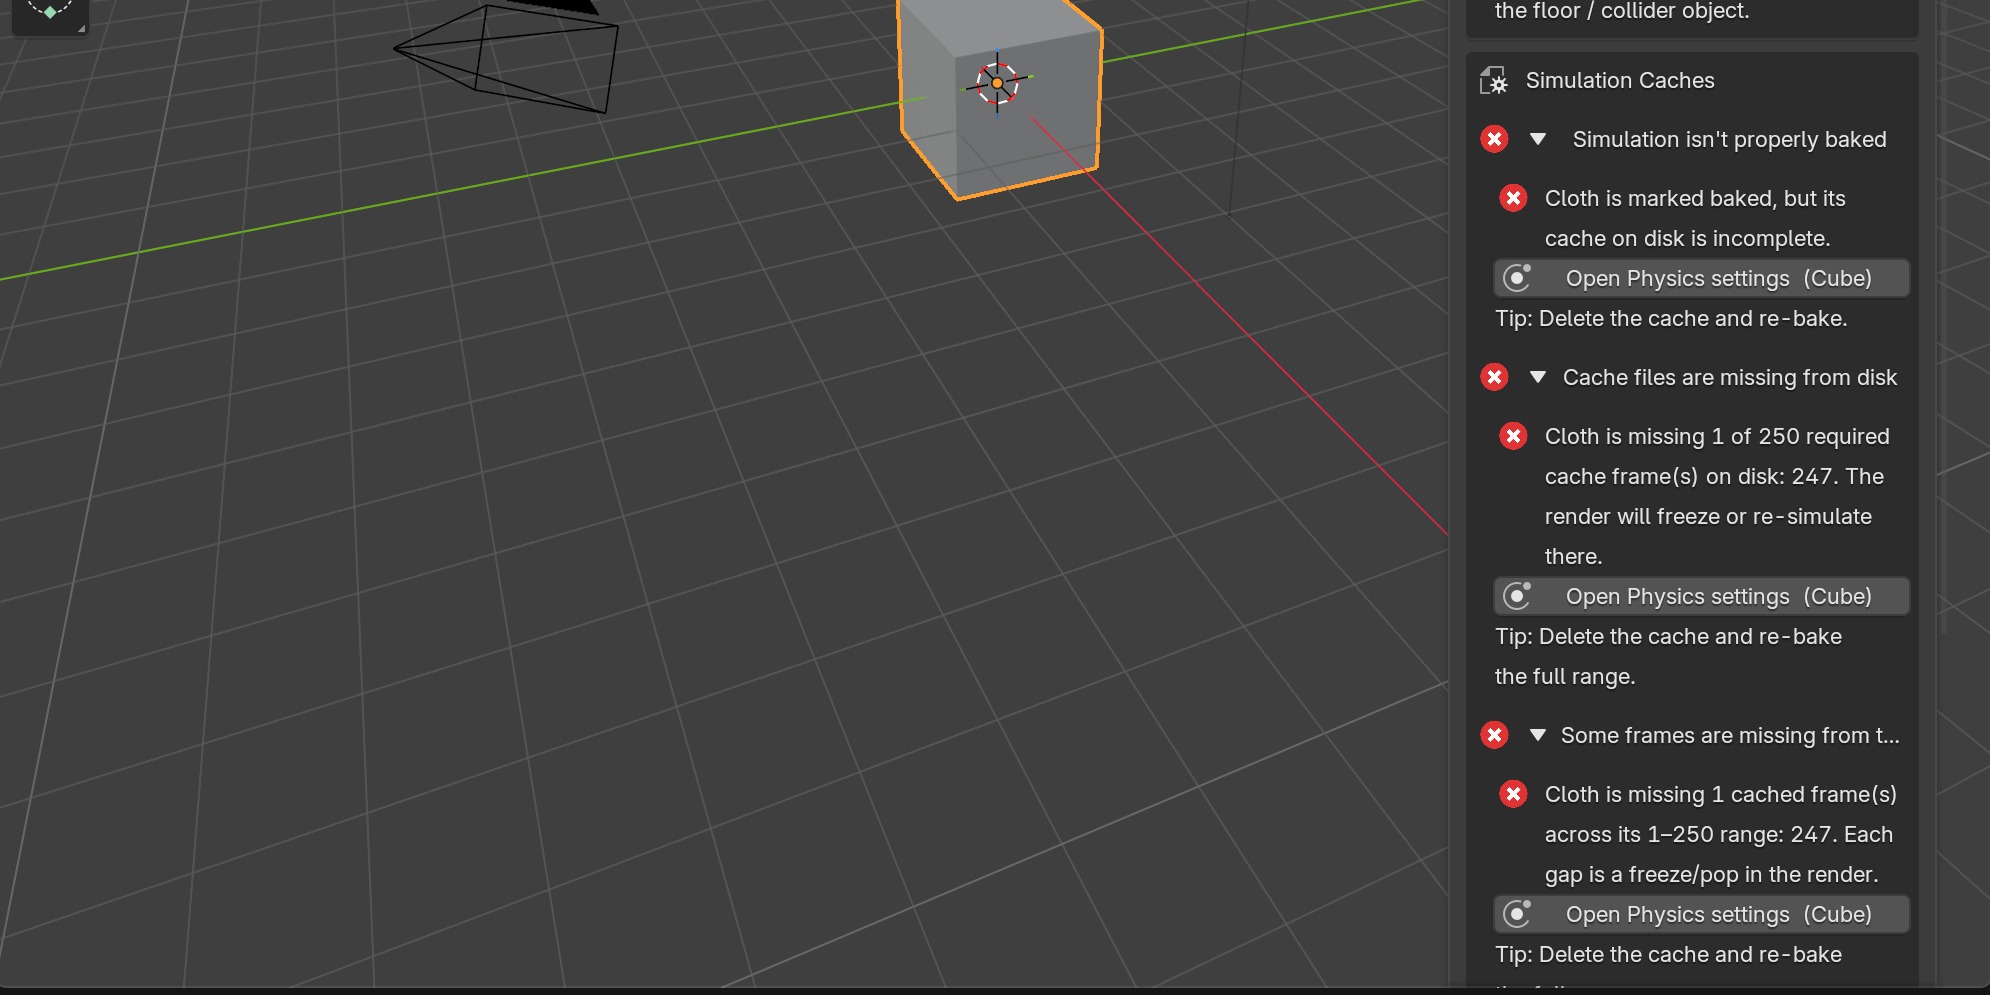 the floor / collider object.
Simulation Caches
Simulation isn't properly baked
Cloth is marked baked, but its
cache on disk is incomplete.
Open Physics settings (Cube)
Tip: Delete the cache and re-bake.
Cache files are missing from disk
Cloth is missing 1 of 250 required
cache frame(s) on disk: 247. The
render will freeze or re-simulate
there.
Open Physics settings (Cube)
Tip: Delete the cache and re-bake
the full range.
Some frames are missing from t...
Cloth is missing 1 cached frame(s)
across its 1–250 range: 247. Each
gap is a freeze/pop in the render.
Open Physics settings (Cube)
Tip: Delete the cache and re-bake